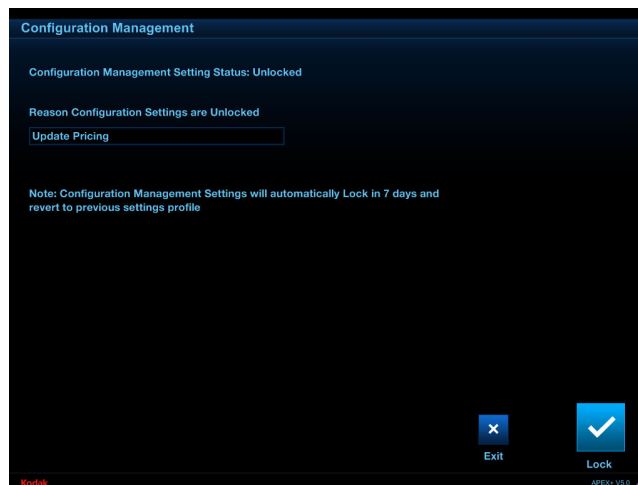 Configuration Management
Configuration Management Setting Status: Unlocked
Reason Configuration Settings are Unlocked
Update Pricing
Note: Configuration Management Settings will automatically Lock in 7 days and
revert to previous settings profile
Exit
Lock
Kodak
APEX+ V5.0